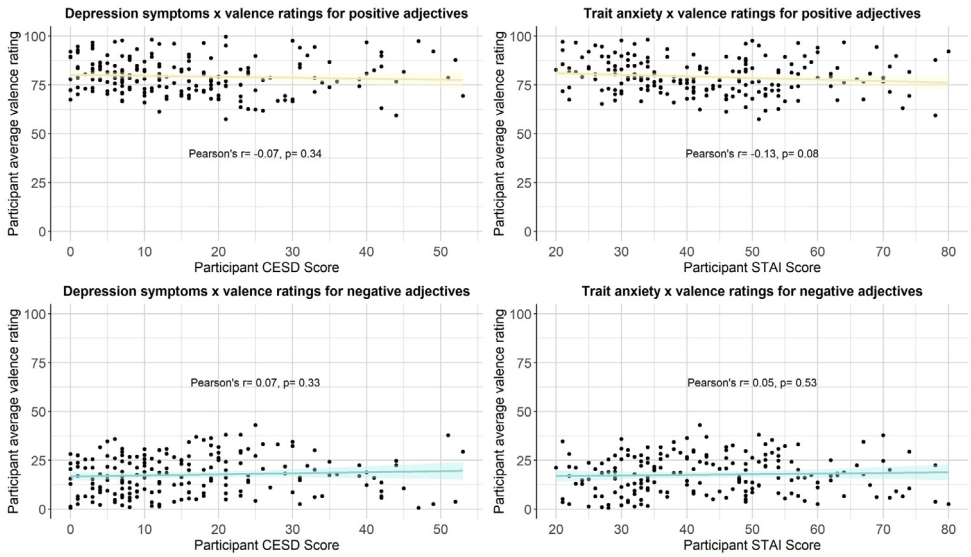 Depression symptoms x valence ratings for positive adjectives
Participant average valence rating
100
75
50
25
0
Pearson's r= -0.07, p= 0.34
0 10 20 30 40 50
Participant CESD Score
Trait anxiety x valence ratings for positive adjectives
Participant average valence rating
100
75
50
25
0
Pearson's r= -0.13, p= 0.08
20 30 40 50 60 70 80
Participant STAI Score
Depression symptoms x valence ratings for negative adjectives
Participant average valence rating
100
75
50
25
0
Pearson's r= 0.07, p= 0.33
0 10 20 30 40 50
Participant CESD Score
Trait anxiety x valence ratings for negative adjectives
Participant average valence rating
100
75
50
25
0
Pearson's r= 0.05, p= 0.53
20 30 40 50 60 70 80
Participant STAI Score